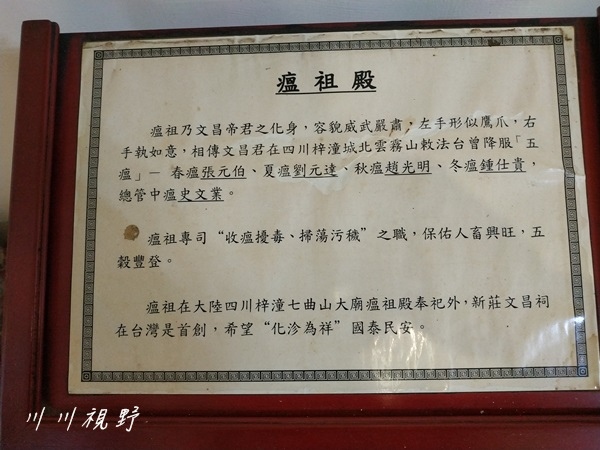 瘟祖殿
瘟祖乃文昌帝君之化身，容貌威武嚴肅，左手形似鷹爪，右
手執如意，相傳文昌君在四川梓潼城北雲霧山敕法台曾降服「五
瘟」－ 春瘟張元伯、夏瘟劉元達、秋瘟趙光明、冬瘟鍾仕貴，
總管中瘟史文業。
瘟祖專司“收瘟擾毒、掃蕩污穢”之職，保佑人畜興旺，五
穀豐登。
瘟祖在大陸四川梓潼七曲山大廟瘟祖殿奉祀外，新莊文昌祠
在台灣是首創，希望“化沴為祥”國泰民安。
川川視野